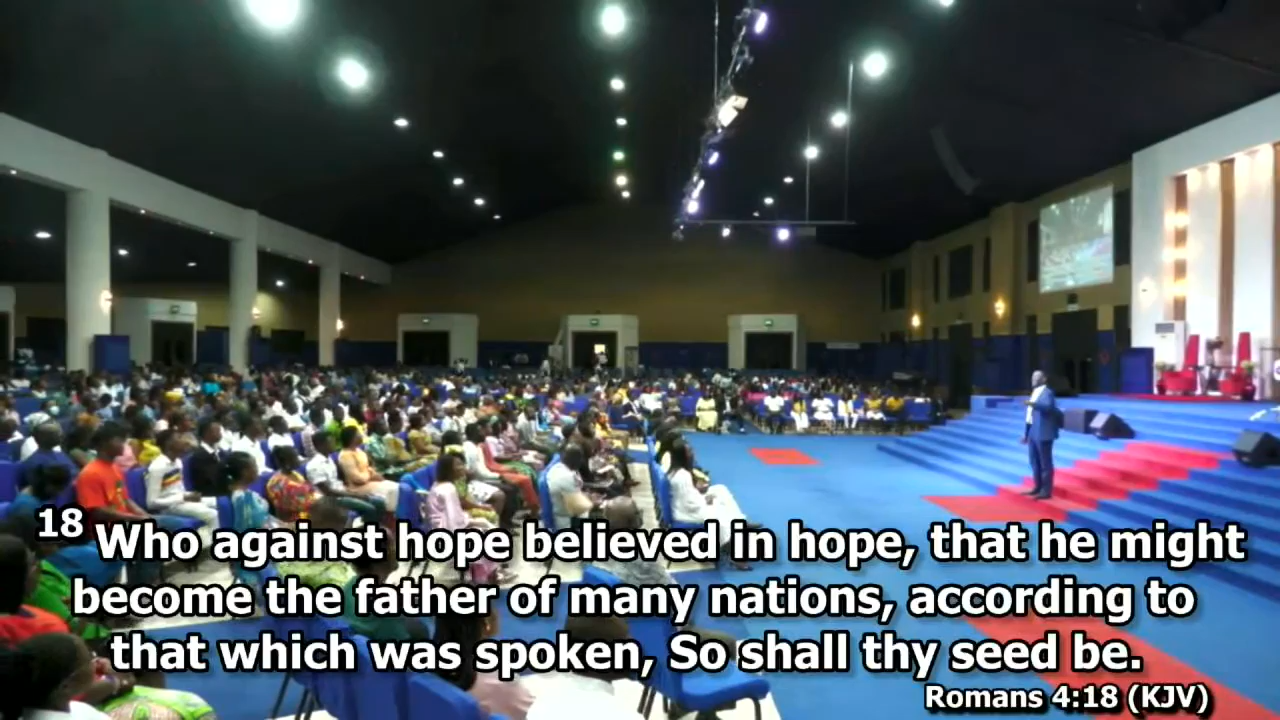 18 Who against hope believed in hope, that he might
become the father of many nations, according to
that which was spoken, So shall thy seed be.
Romans 4:18 (KJV)